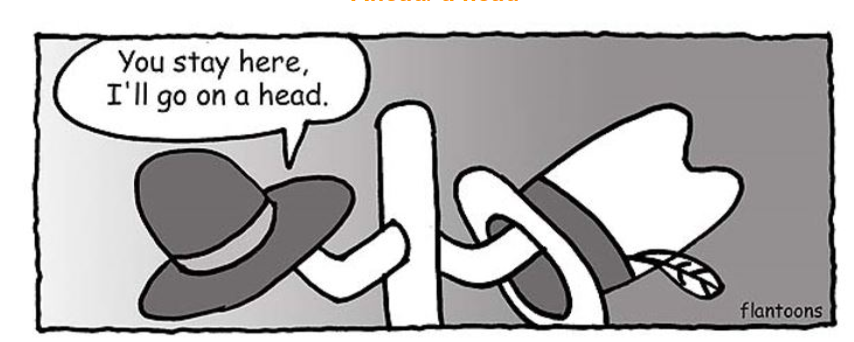 You stay here,
I'll go on a head.
flantoons